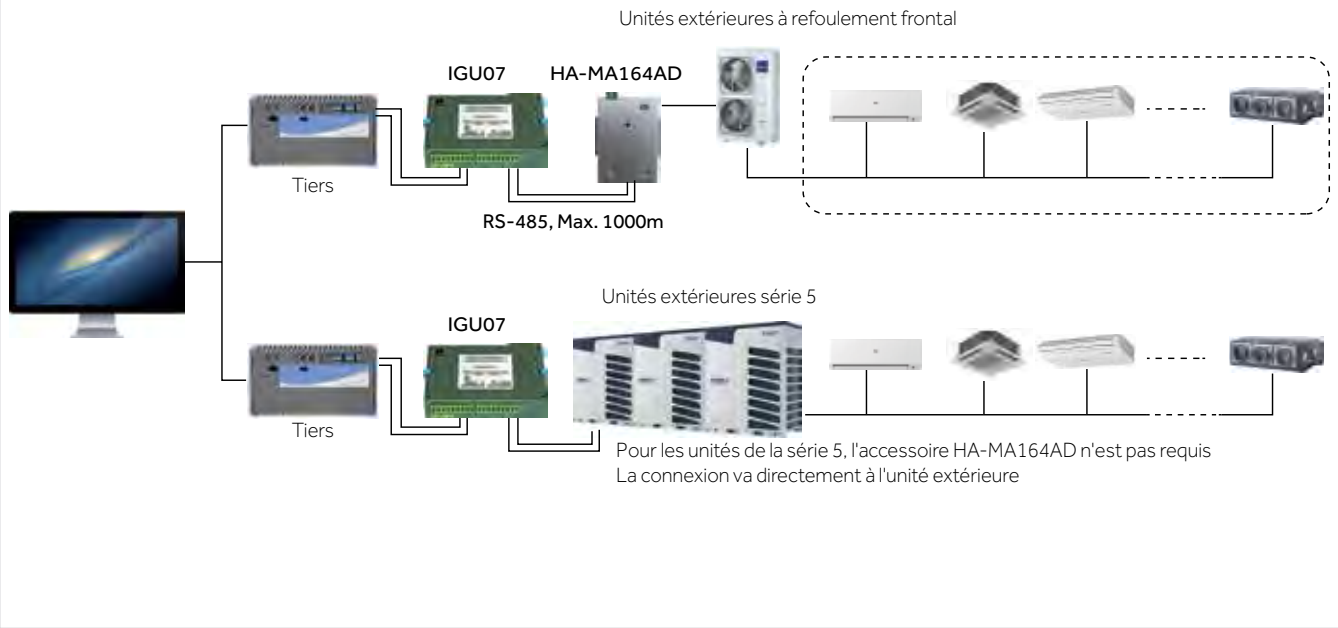 Unités extérieures à refoulement frontal
IGU07
HA-MA164AD
Tiers
RS-485, Max. 1000m
Unités extérieures série 5
IGU07
Tiers
Pour les unités de la série 5, l'accessoire HA-MA164AD n'est pas requis
La connexion va directement à l'unité extérieure